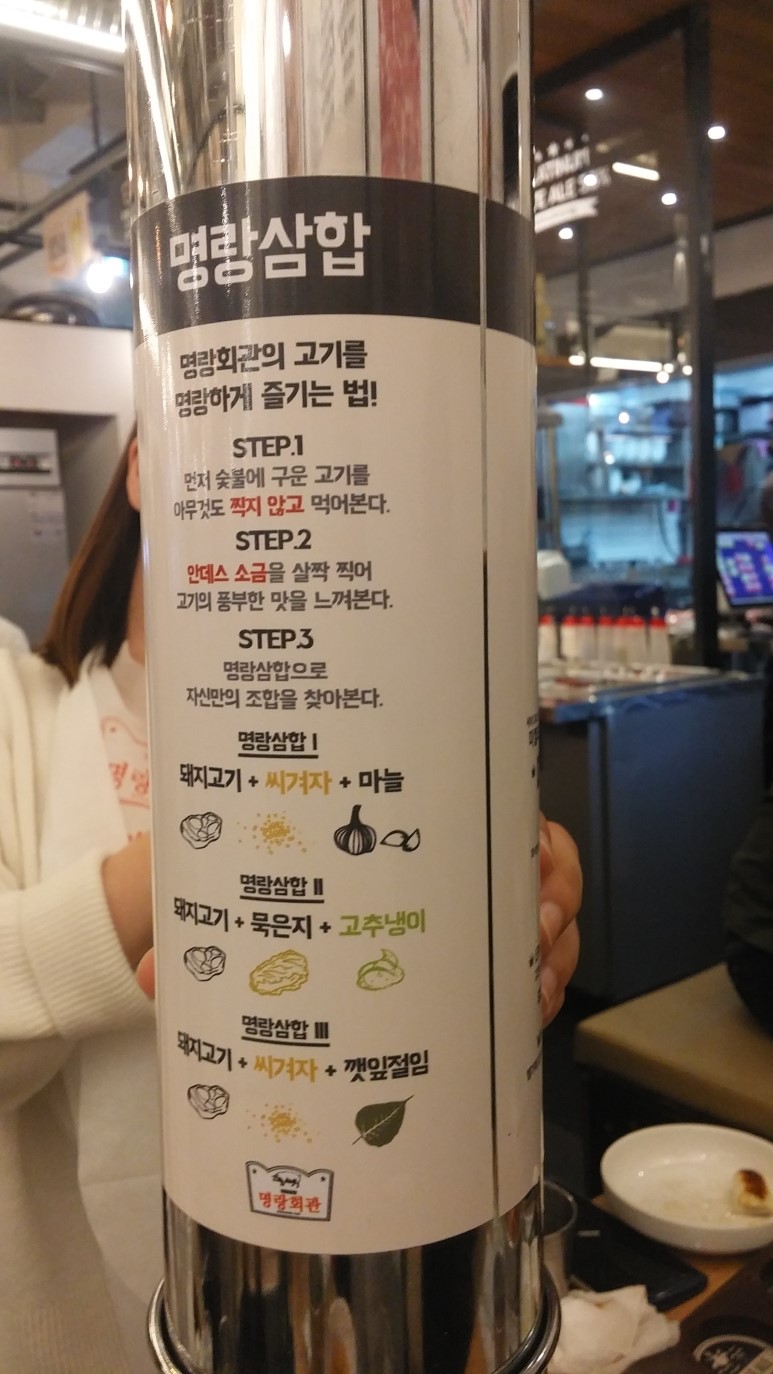 명랑삼합
명랑회관의 고기를
명랑하게 즐기는 법!
STEP.1
먼저 숯불에 구운 고기를
아무것도 찍지 않고 먹어본다.
STEP.2
안데스 소금을 살짝 찍어
고기의 풍부한 맛을 느껴본다.
STEP.3
명랑삼합으로
자신만의 조합을 찾아본다.
명랑삼합 I
돼지고기 + 씨겨자 + 마늘
명랑삼합 II
돼지고기 + 묵은지 + 고추냉이
명랑삼합 III
돼지고기 + 씨겨자 + 깻잎절임
명랑회관